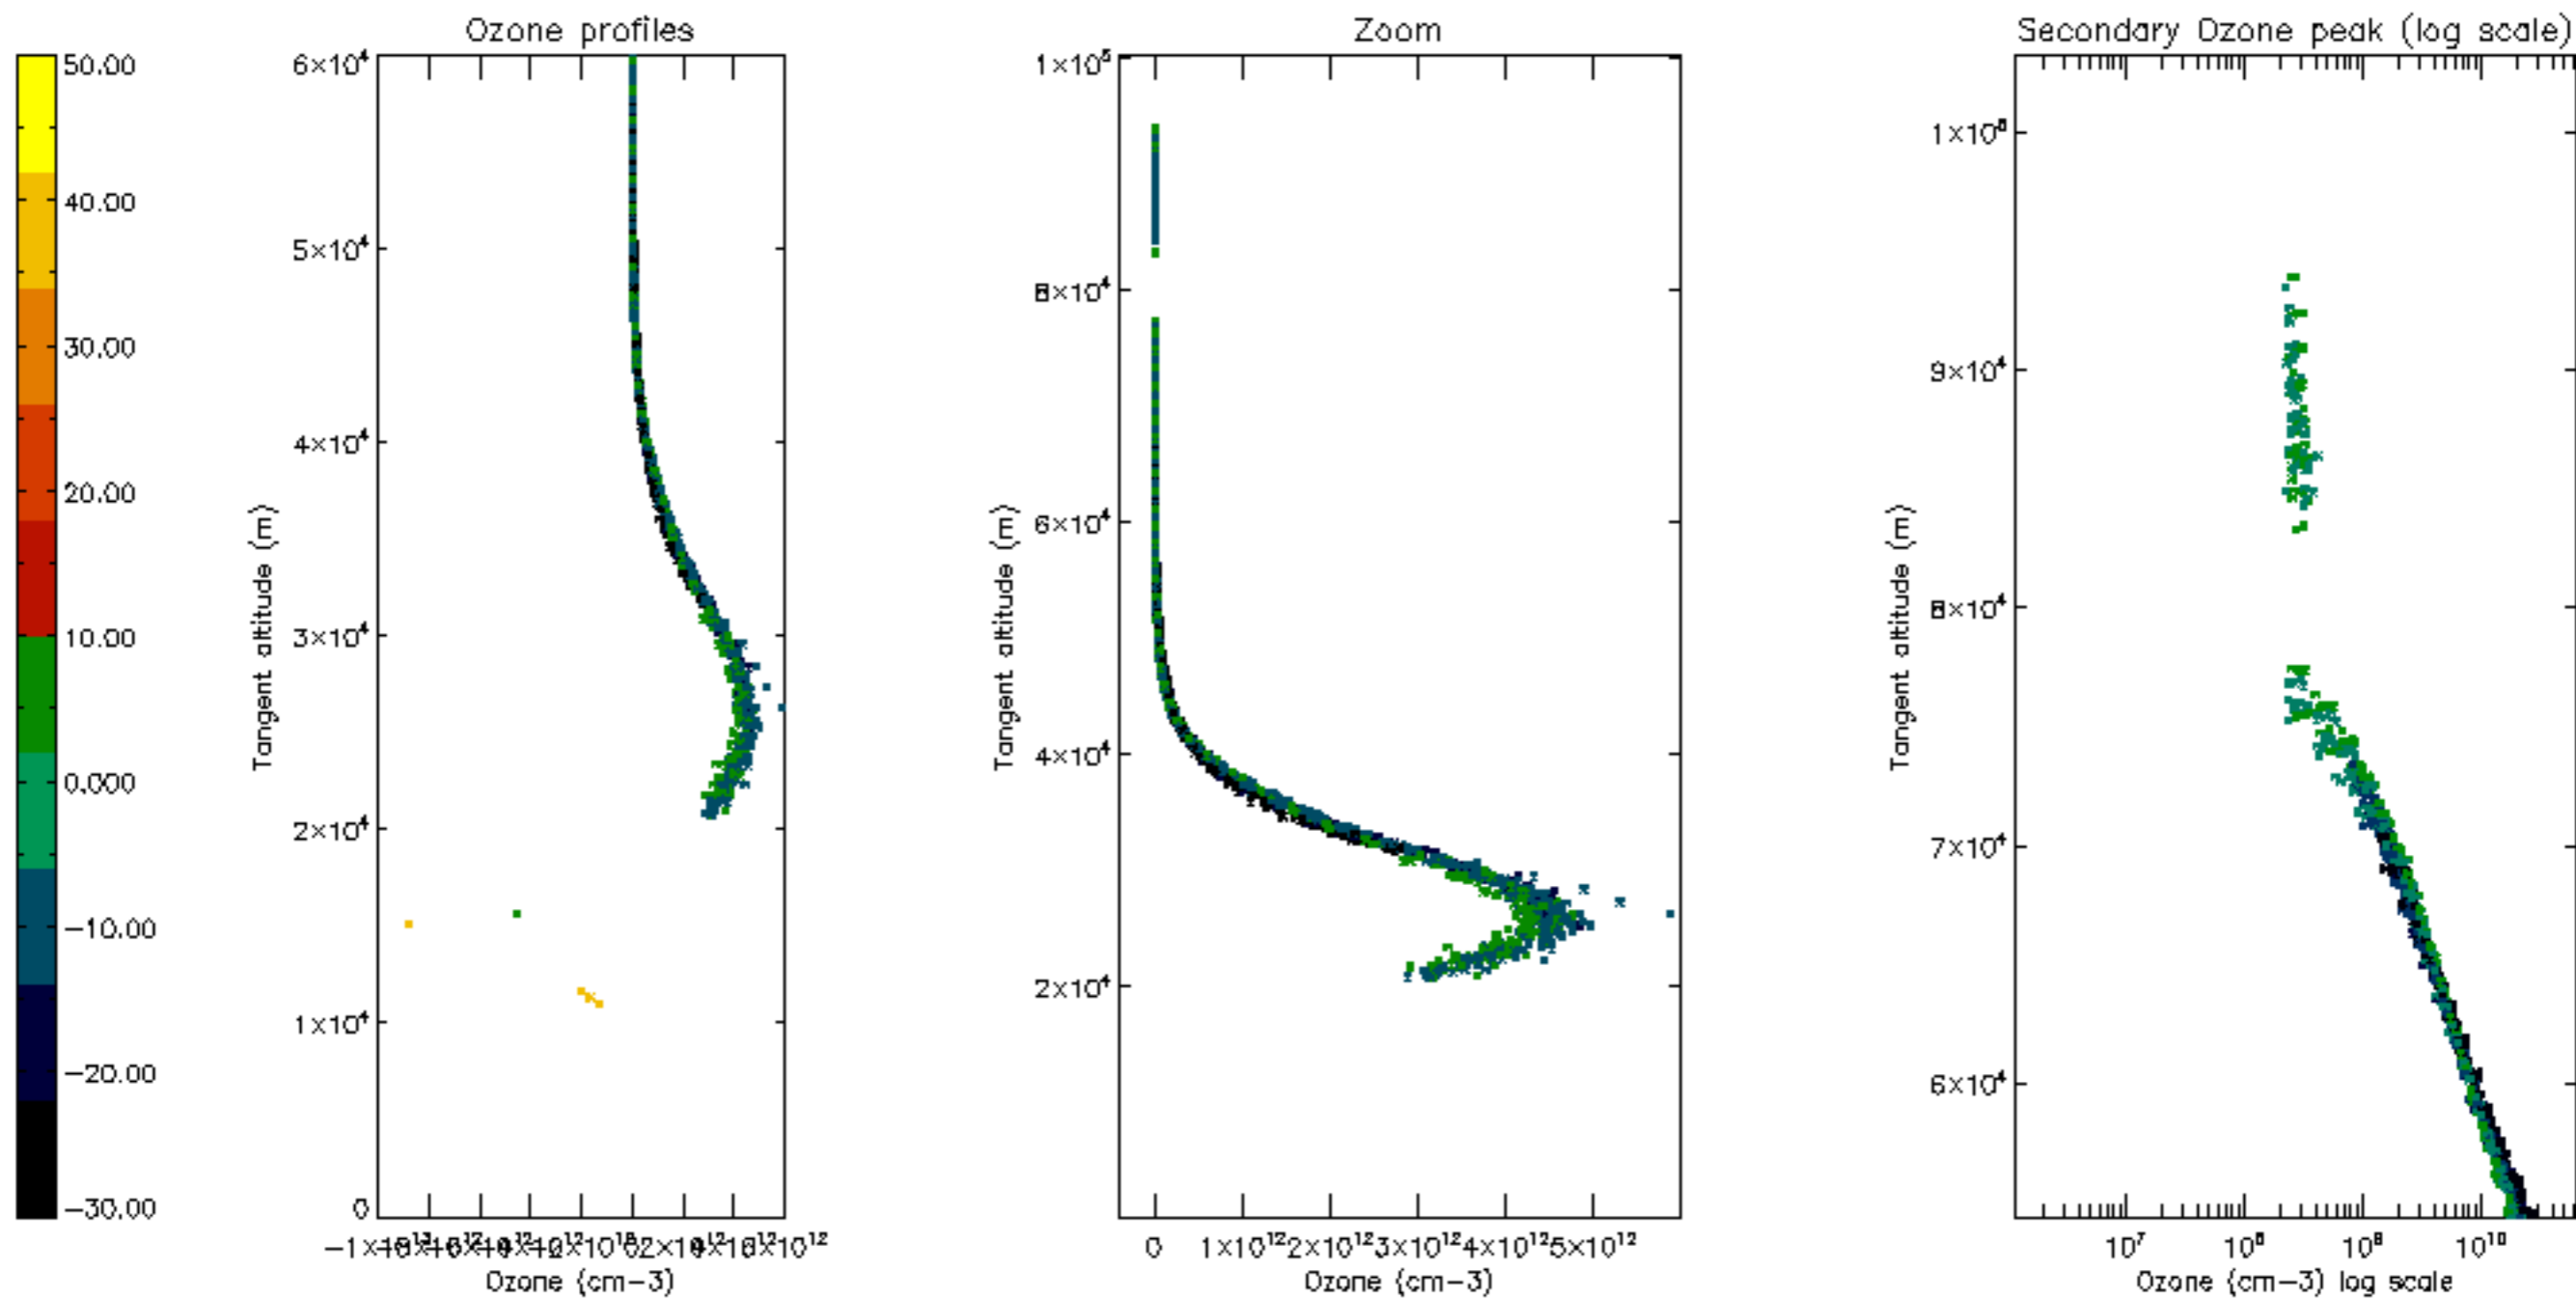 Ozone profiles
Zoom
Secondary Ozone peak (log scale)
50.00
40.00
30.00
20.00
10.00
0.000
-10.00
-20.00
-30.00
Tangent altitude (m)
6×10⁴
5×10⁴
4×10⁴
3×10⁴
2×10⁴
1×10⁴
0
Ozone (cm-3)
Tangent altitude (m)
1×10⁵
8×10⁴
6×10⁴
4×10⁴
2×10⁴
0 1×10¹² 2×10¹² 3×10¹² 4×10¹² 5×10¹²
Ozone (cm-3)
Tangent altitude (m)
9×10⁴
8×10⁴
7×10⁴
6×10⁴
10⁷ 10⁸ 10⁹ 10¹⁰
Ozone (cm-3) log scale